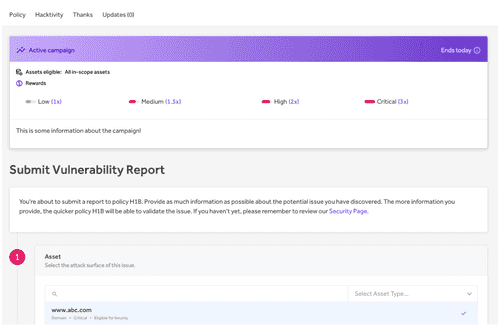 Policy Hacktivity Thanks Updates (0)
Active campaign Ends today
Assets eligible: All in-scope assets
Rewards
Low (1x) Medium (1.5x) High (2x) Critical (3x)
This is some information about the campaign!
Submit Vulnerability Report
You're about to submit a report to policy H1B. Provide as much information as possible about the potential issue you have discovered. The more information you
provide, the quicker policy H1B will be able to validate the issue. If you haven't yet, please remember to review our Security Page.
1
Asset
Select the attack surface of this issue.
Select Asset Type...
www.abc.com
Domain • Critical • Eligible for bounty